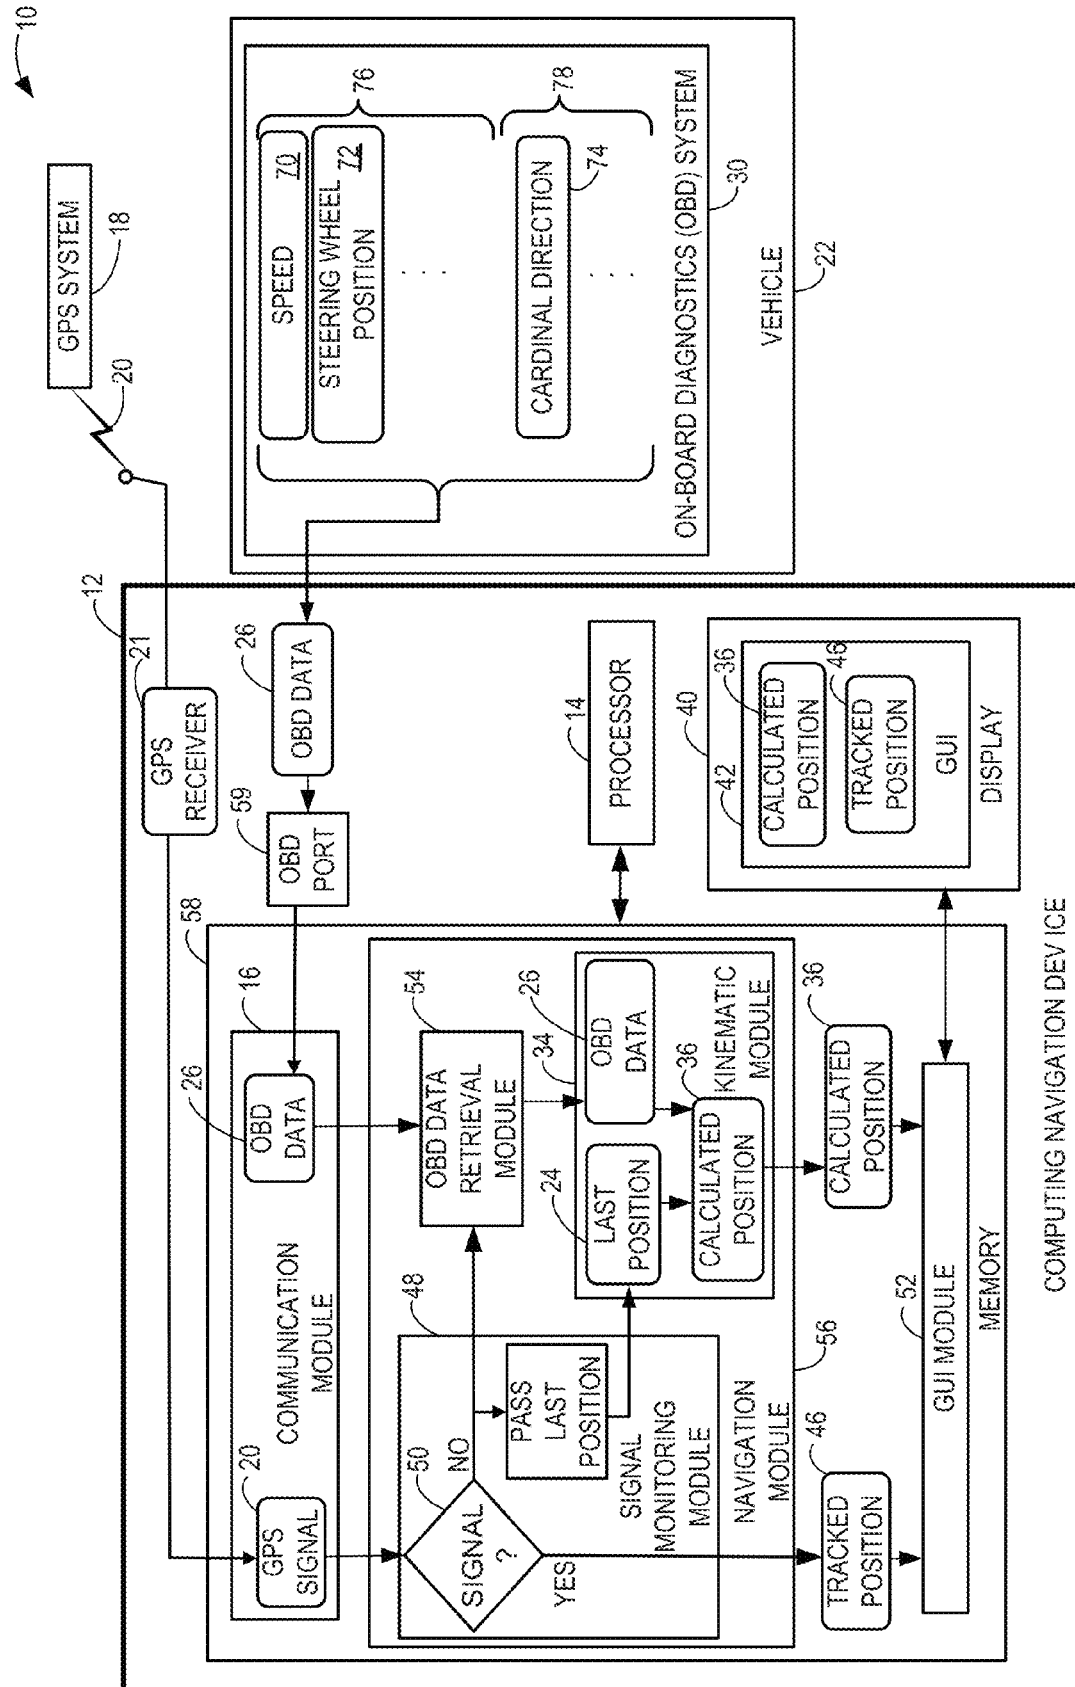 10
GPS SYSTEM
18
20
SPEED
70
STEERING WHEEL
POSITION
72
. . .
76
CARDINAL DIRECTION
74
. . .
78
ON-BOARD DIAGNOSTICS (OBD) SYSTEM
30
VEHICLE
22
12
GPS
RECEIVER
21
OBD DATA
26
OBD
PORT
59
PROCESSOR
14
40
42
CALCULATED
POSITION
36
TRACKED
POSITION
46
GUI
DISPLAY
58
16
GPS
SIGNAL
20
COMMUNICATION
MODULE
OBD
DATA
26
SIGNAL
?
50
NO
YES
48
PASS
LAST
POSITION
SIGNAL
MONITORING
MODULE
OBD DATA
RETRIEVAL
MODULE
54
34
LAST
POSITION
24
OBD
DATA
26
CALCULATED
POSITION
36
KINEMATIC
MODULE
NAVIGATION
MODULE
56
TRACKED
POSITION
46
CALCULATED
POSITION
36
GUI MODULE
52
MEMORY
COMPUTING NAVIGATION DEVICE